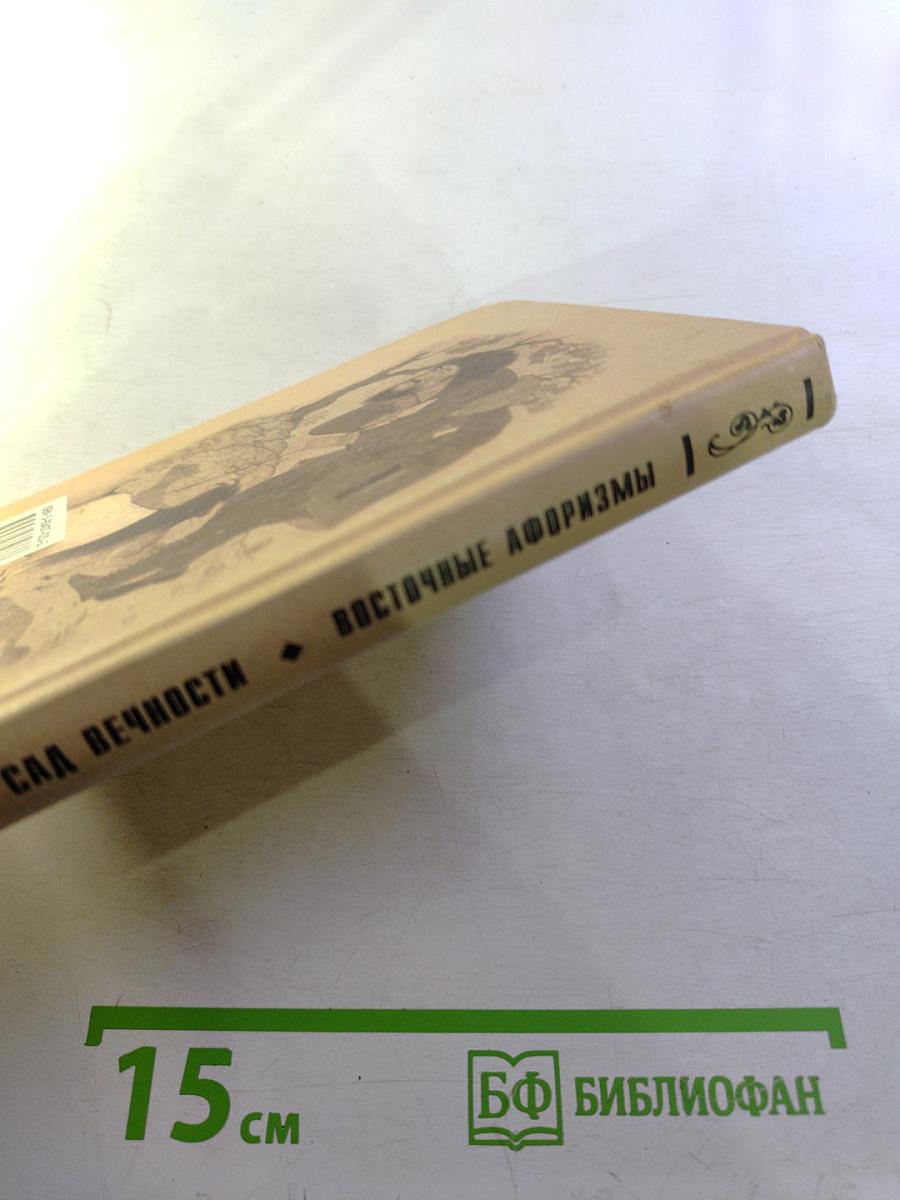 САД ВЕЧНОСТИ ◆ ВОСТОЧНЫЕ АФОРИЗМЫ
15 см
БФ БИБЛИОФАН